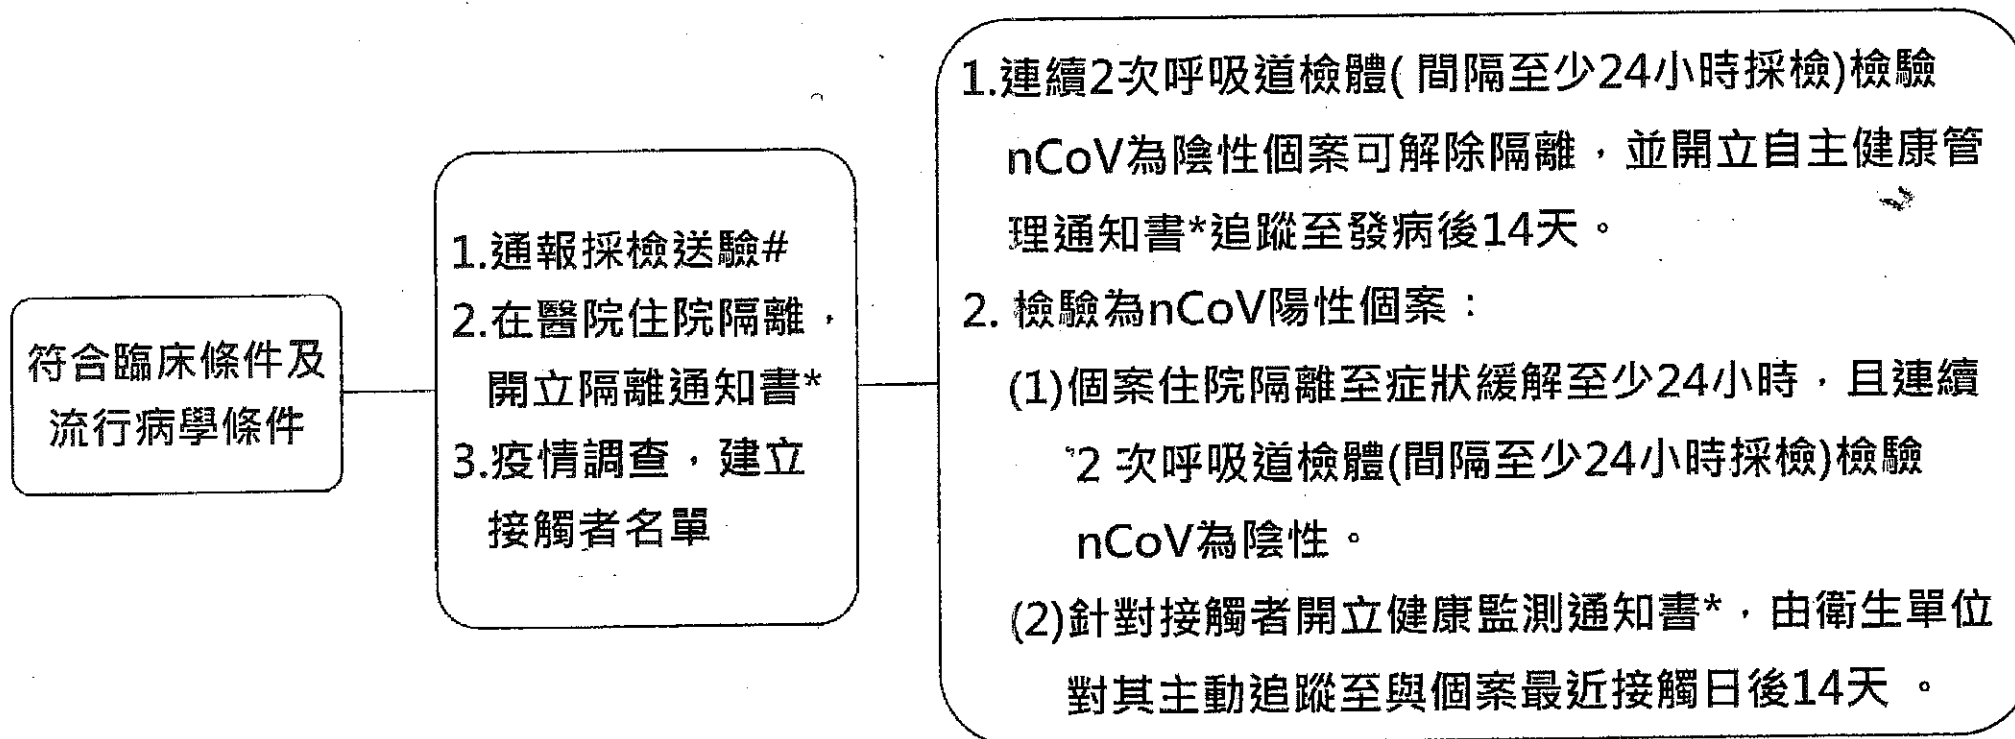 符合臨床條件及
流行病學條件
1.通報採檢送驗#
2.在醫院住院隔離，
開立隔離通知書*
3.疫情調查，建立
接觸者名單
1.連續2次呼吸道檢體(間隔至少24小時採檢)檢驗
nCoV為陰性個案可解除隔離，並開立自主健康管
理通知書*追蹤至發病後14天。
2. 檢驗為nCoV陽性個案：
(1)個案住院隔離至症狀緩解至少24小時，且連續
2 次呼吸道檢體(間隔至少24小時採檢)檢驗
nCoV為陰性。
(2)針對接觸者開立健康監測通知書*，由衛生單位
對其主動追蹤至與個案最近接觸日後14天 。